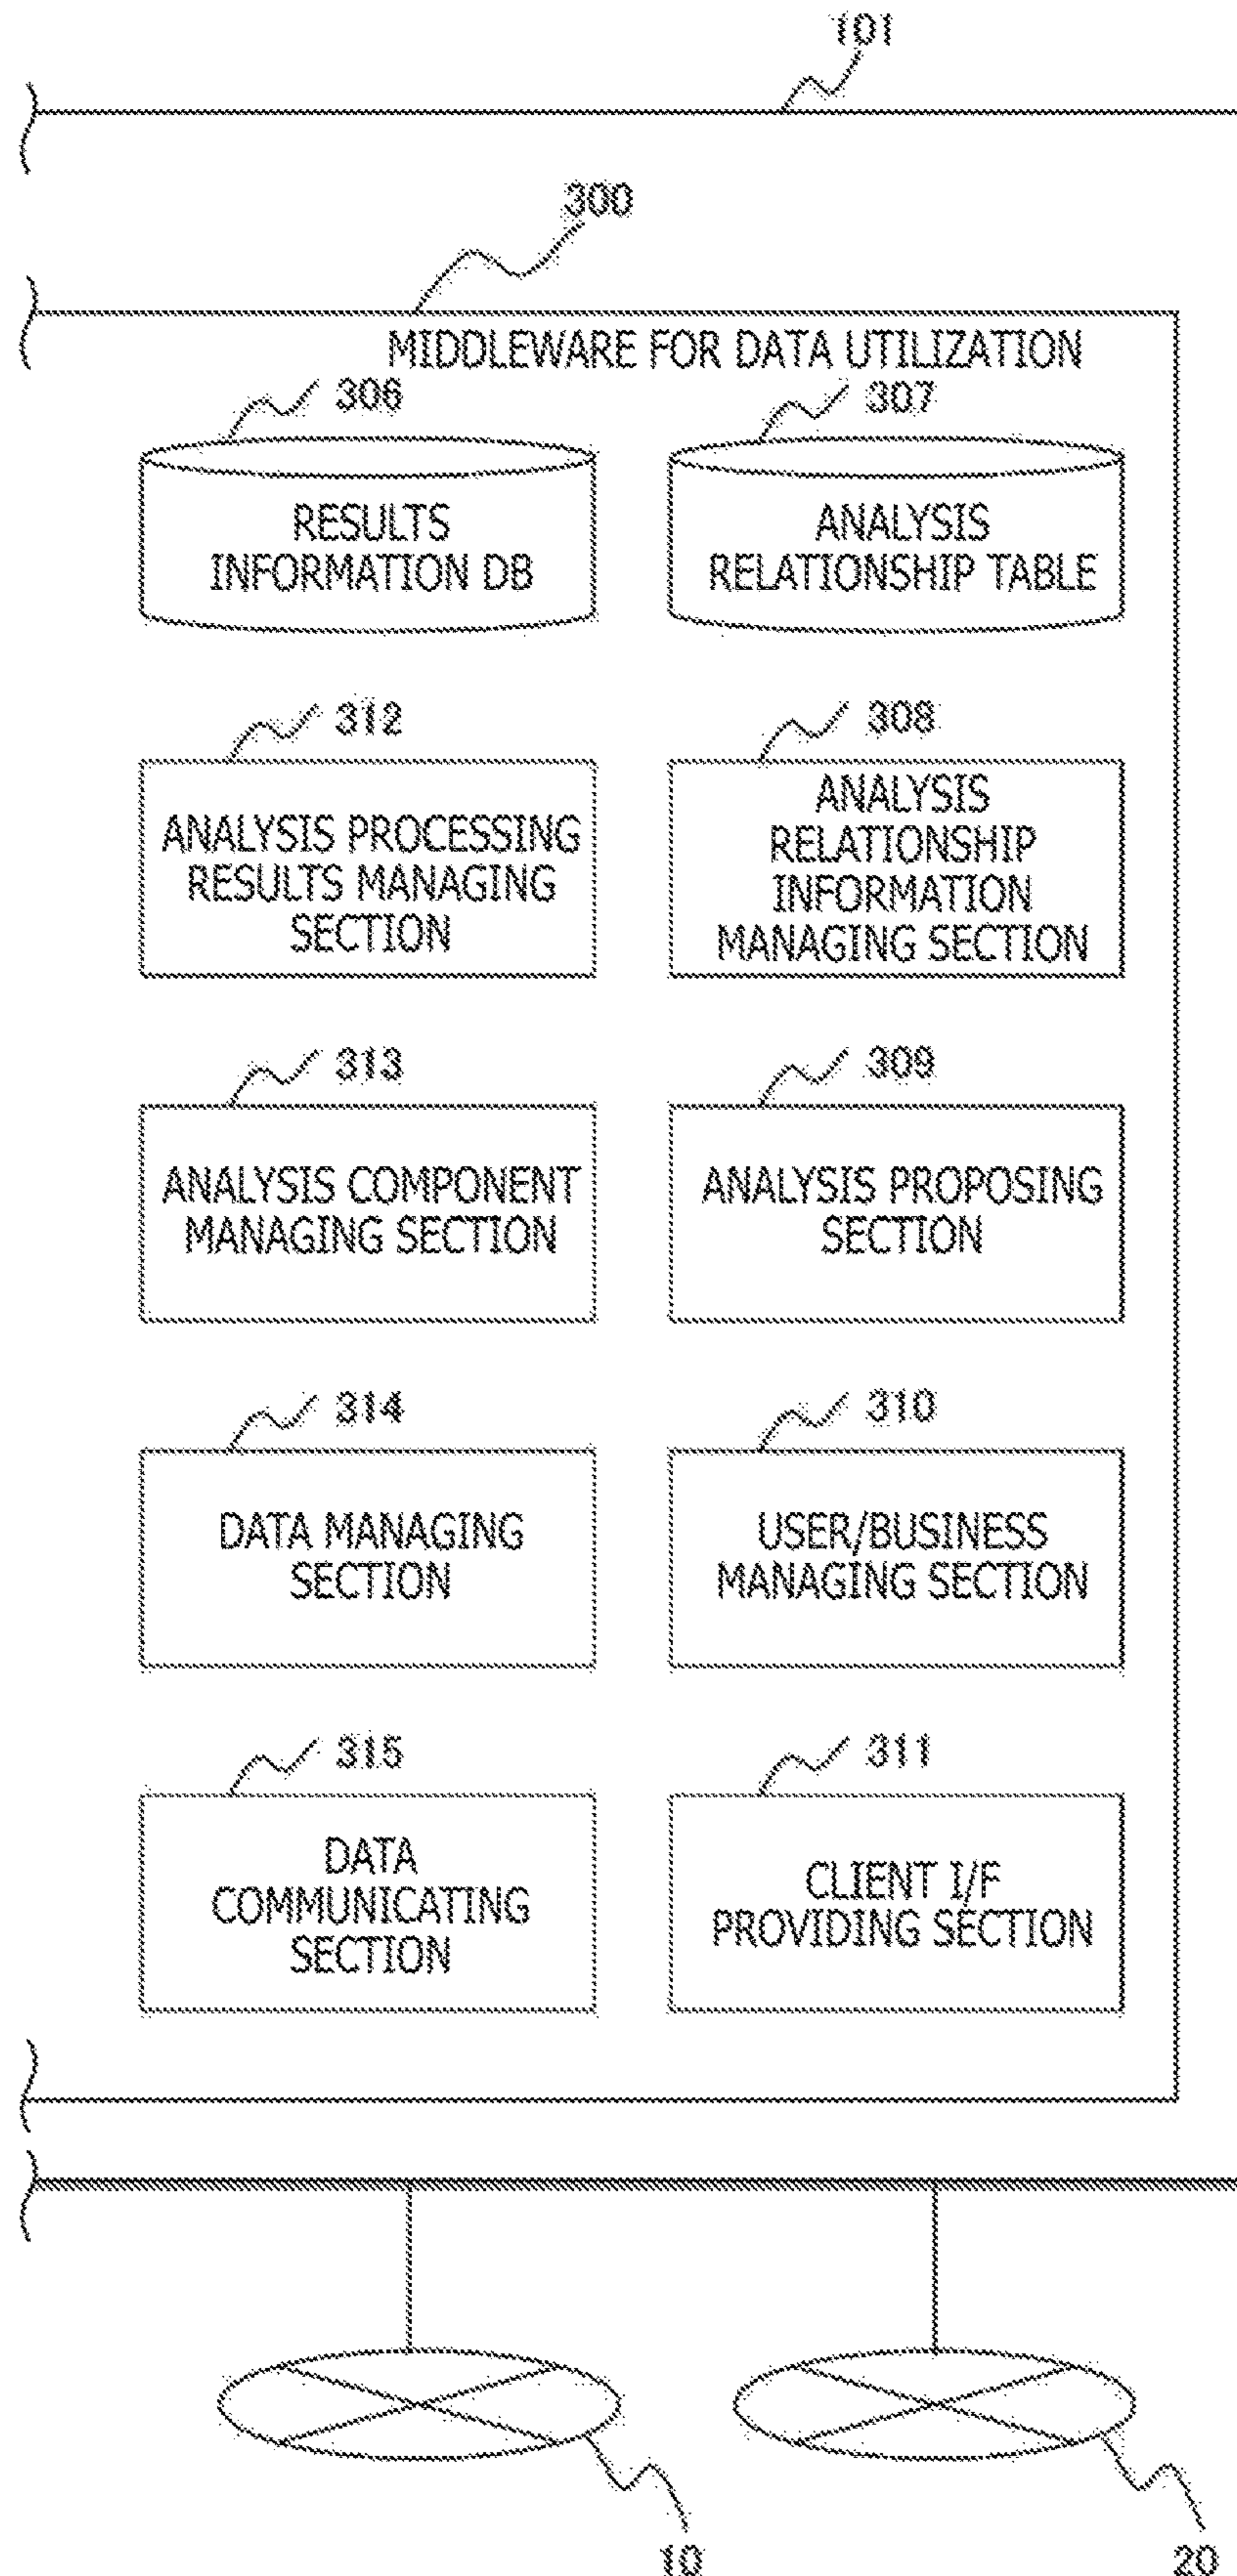 101
300
MIDDLEWARE FOR DATA UTILIZATION
306
307
RESULTS
INFORMATION DB
ANALYSIS
RELATIONSHIP TABLE
312
308
ANALYSIS PROCESSING
RESULTS MANAGING
SECTION
ANALYSIS
RELATIONSHIP
INFORMATION
MANAGING SECTION
313
309
ANALYSIS COMPONENT
MANAGING SECTION
ANALYSIS PROPOSING
SECTION
314
310
DATA MANAGING
SECTION
USER/BUSINESS
MANAGING SECTION
315
311
DATA
COMMUNICATING
SECTION
CLIENT I/F
PROVIDING SECTION
10
20